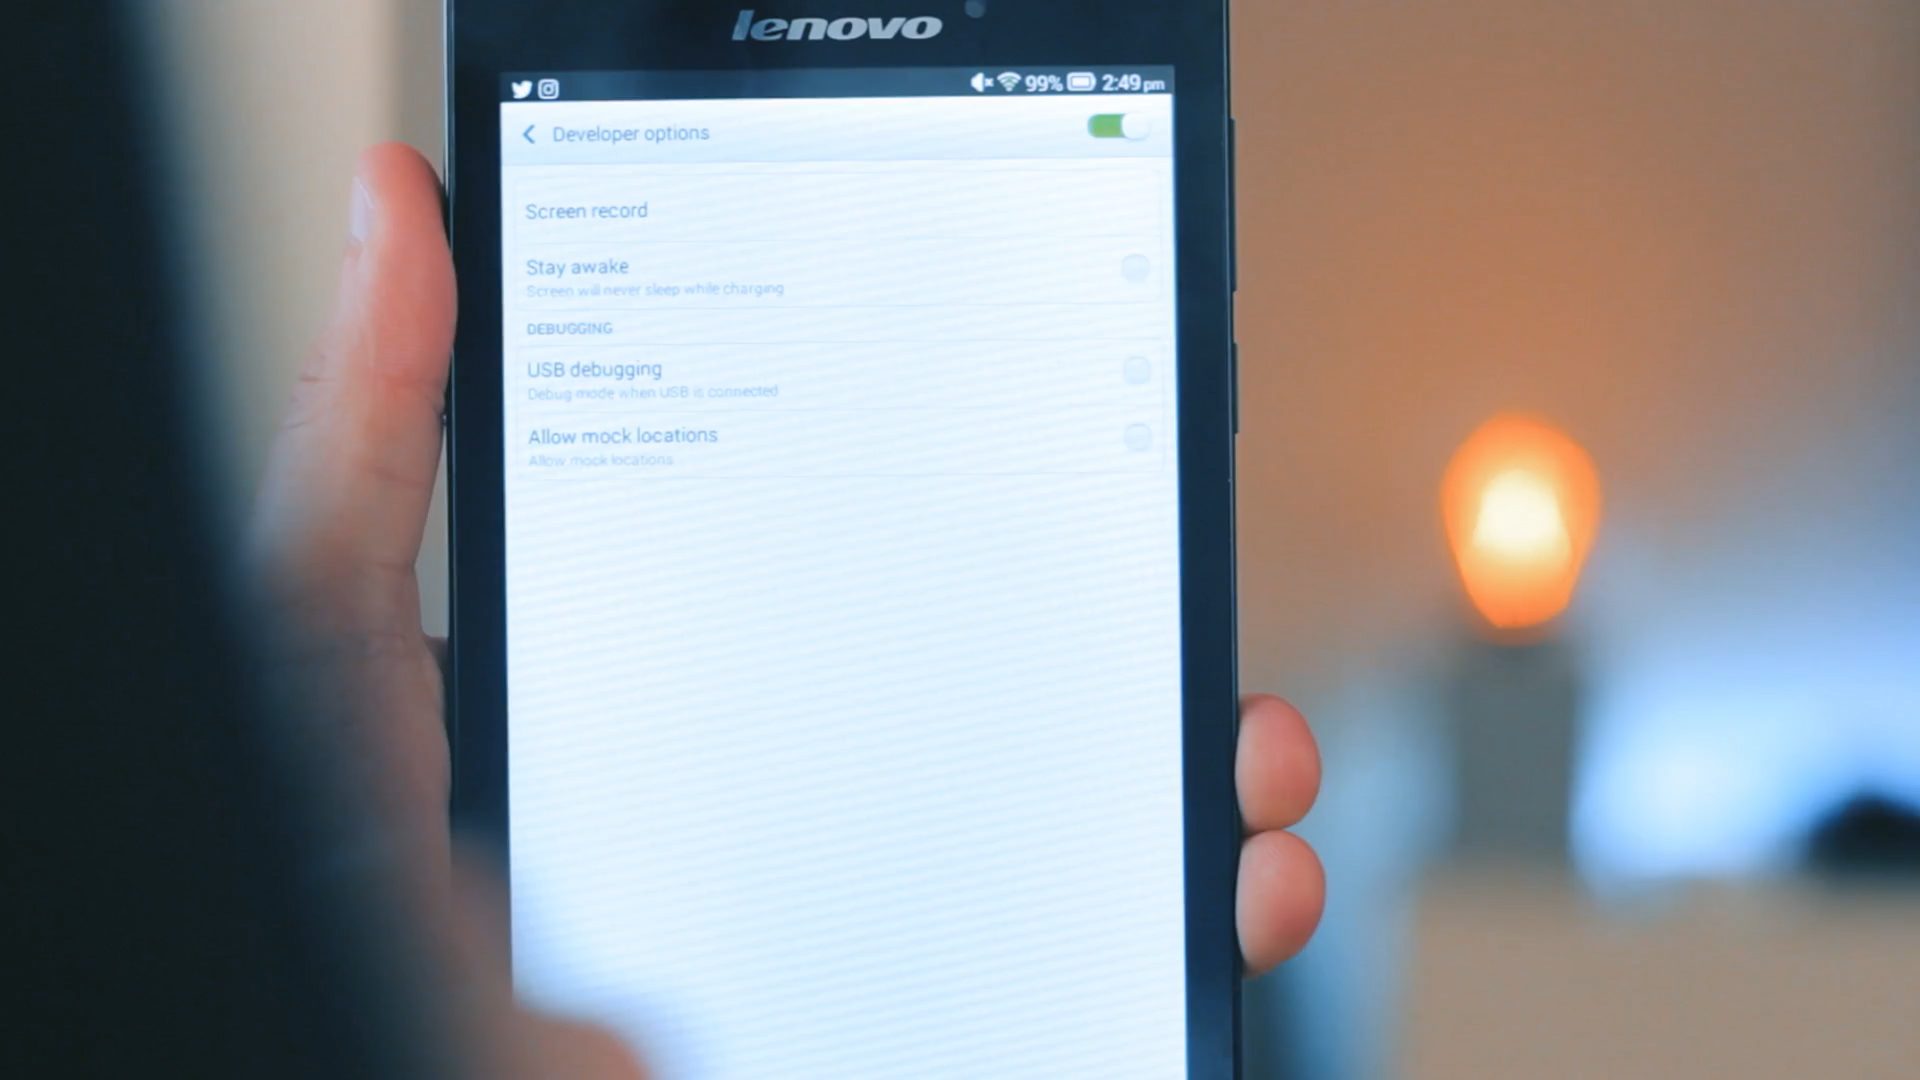 lenovo
99% 2:49 pm
Developer options
Screen record
Stay awake
Screen will never sleep while charging
DEBUGGING
USB debugging
Debug mode when USB is connected
Allow mock locations
Allow mock locations